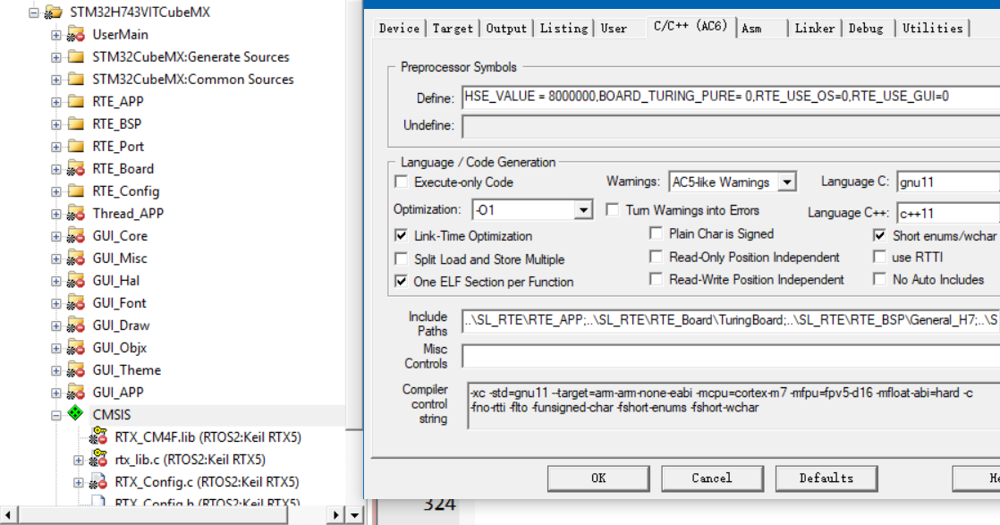 STM32H743VITCubeMX
UserMain
STM32CubeMX:Generate Sources
STM32CubeMX:Common Sources
RTE_APP
RTE_BSP
RTE_Port
RTE_Board
RTE_Config
Thread_APP
GUI_Core
GUI_Misc
GUI_Hal
GUI_Font
GUI_Draw
GUI_Objx
GUI_Theme
GUI_APP
CMSIS
RTX_CM4F.lib (RTOS2:Keil RTX5)
rtx_lib.c (RTOS2:Keil RTX5)
RTX_Config.c (RTOS2:Keil RTX5)
RTX_Config.h (RTOS2:Keil RTX5)
Device Target Output Listing User C/C++ (AC6) Asm Linker Debug Utilities
Preprocessor Symbols
Define: HSE_VALUE = 8000000,BOARD_TURING_PURE= 0,RTE_USE_OS=0,RTE_USE_GUI=0
Undefine:
Language / Code Generation
Execute-only Code Warnings: AC5-like Warnings Language C: gnu11
Optimization: -O1 Turn Warnings into Errors Language C++: c++11
Link-Time Optimization Plain Char is Signed Short enums/wchar
Split Load and Store Multiple Read-Only Position Independent use RTTI
One ELF Section per Function Read-Write Position Independent No Auto Includes
Include
Paths
..\SL_RTE\RTE_APP;..\SL_RTE\RTE_Board\TuringBoard;..\SL_RTE\RTE_BSP\General_H7;..\S
Misc
Controls
Compiler
control
string
-xc -std=gnu11 --target=arm-arm-none-eabi -mcpu=cortex-m7 -mfpu=fpv5-d16 -mfloat-abi=hard -c
-fno-rtti -flto -funsigned-char -fshort-enums -fshort-wchar
OK Cancel Defaults He
324